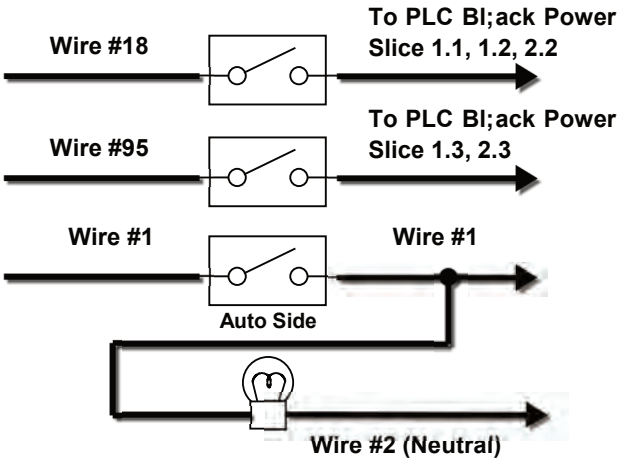 To PLC Bl;ack Power
Wire #18
Slice 1.1, 1.2, 2.2
To PLC Bl;ack Power
Wire #95
Slice 1.3, 2.3
Wire #1
Wire #1
Auto Side
Wire #2 (Neutral)